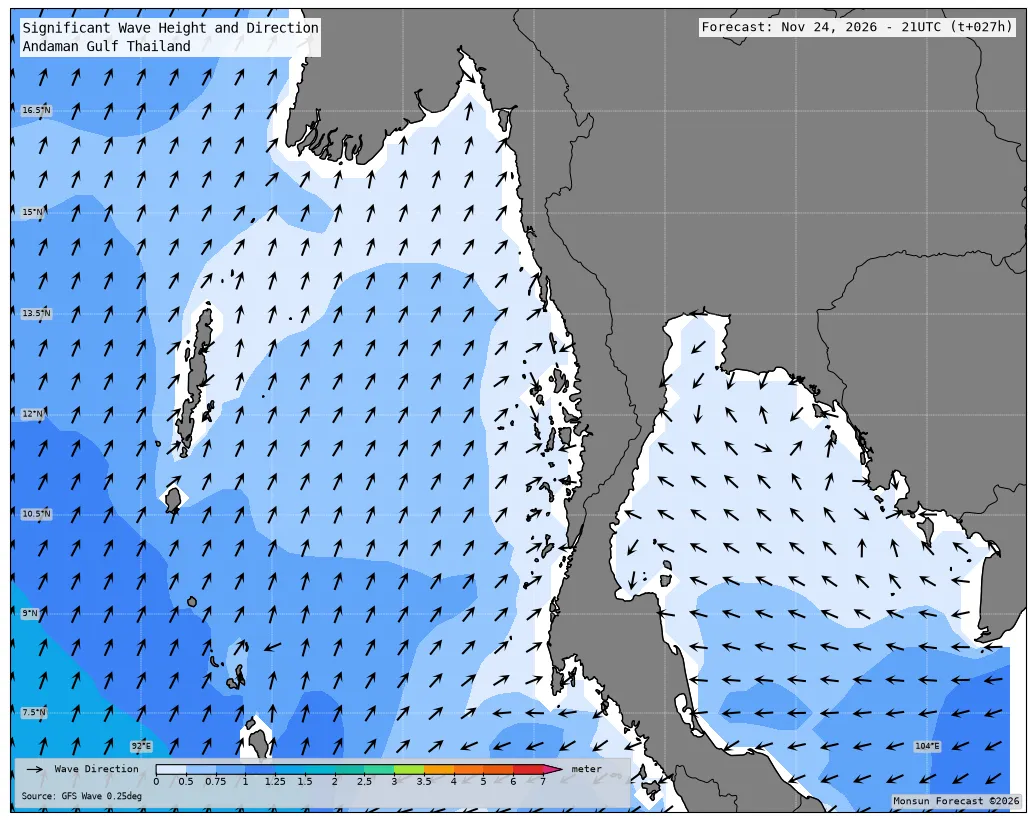 Significant Wave Height and Direction
Andaman Gulf Thailand
Forecast: Nov 24, 2026 - 21UTC (t+027h)
16.5°N
15°N
13.5°N
12°N
10.5°N
9°N
7.5°N
92°E
104°E
Wave Direction
0 0.5 0.75 1 1.25 1.5 2 2.5 3 3.5 4 5 6 7
meter
Source: GFS Wave 0.25deg
Monsun Forecast ©2026